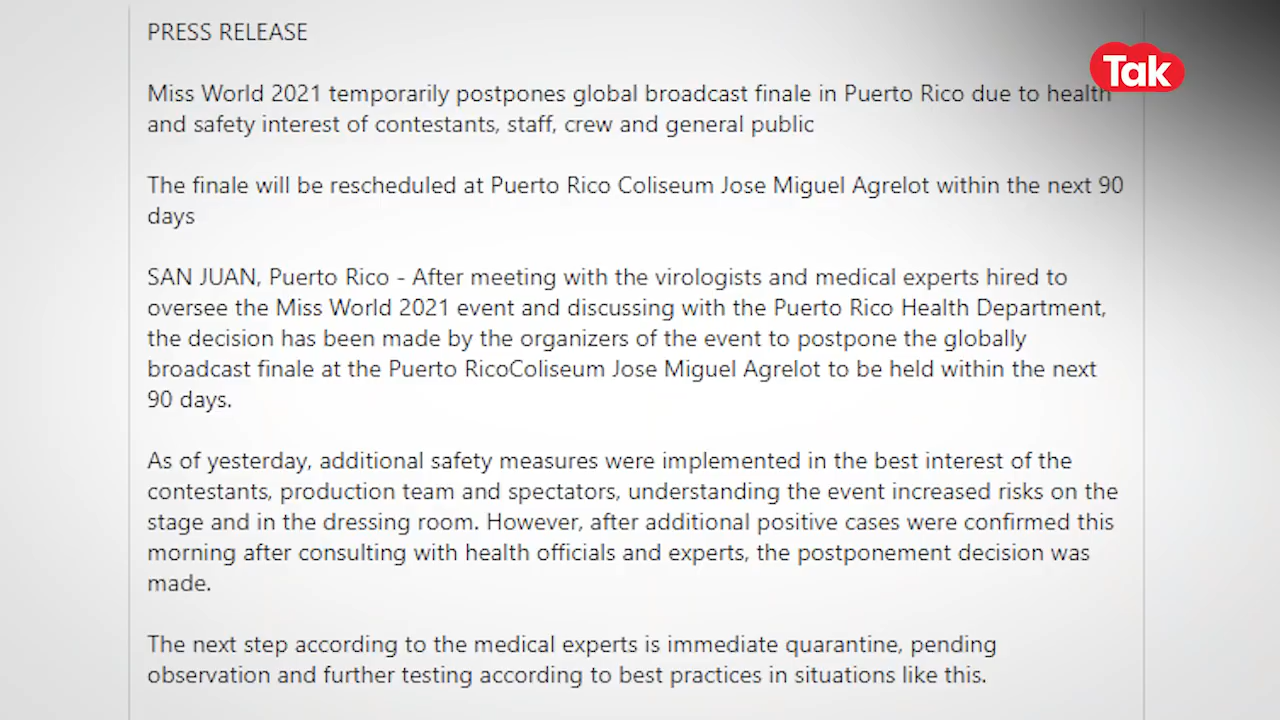 PRESS RELEASE
Tak
Miss World 2021 temporarily postpones global broadcast finale in Puerto Rico due to health
and safety interest of contestants, staff, crew and general public
The finale will be rescheduled at Puerto Rico Coliseum Jose Miguel Agrelot within the next 90
days
SAN JUAN, Puerto Rico - After meeting with the virologists and medical experts hired to
oversee the Miss World 2021 event and discussing with the Puerto Rico Health Department,
the decision has been made by the organizers of the event to postpone the globally
broadcast finale at the Puerto RicoColiseum Jose Miguel Agrelot to be held within the next
90 days.
As of yesterday, additional safety measures were implemented in the best interest of the
contestants, production team and spectators, understanding the event increased risks on the
stage and in the dressing room. However, after additional positive cases were confirmed this
morning after consulting with health officials and experts, the postponement decision was
made.
The next step according to the medical experts is immediate quarantine, pending
observation and further testing according to best practices in situations like this.